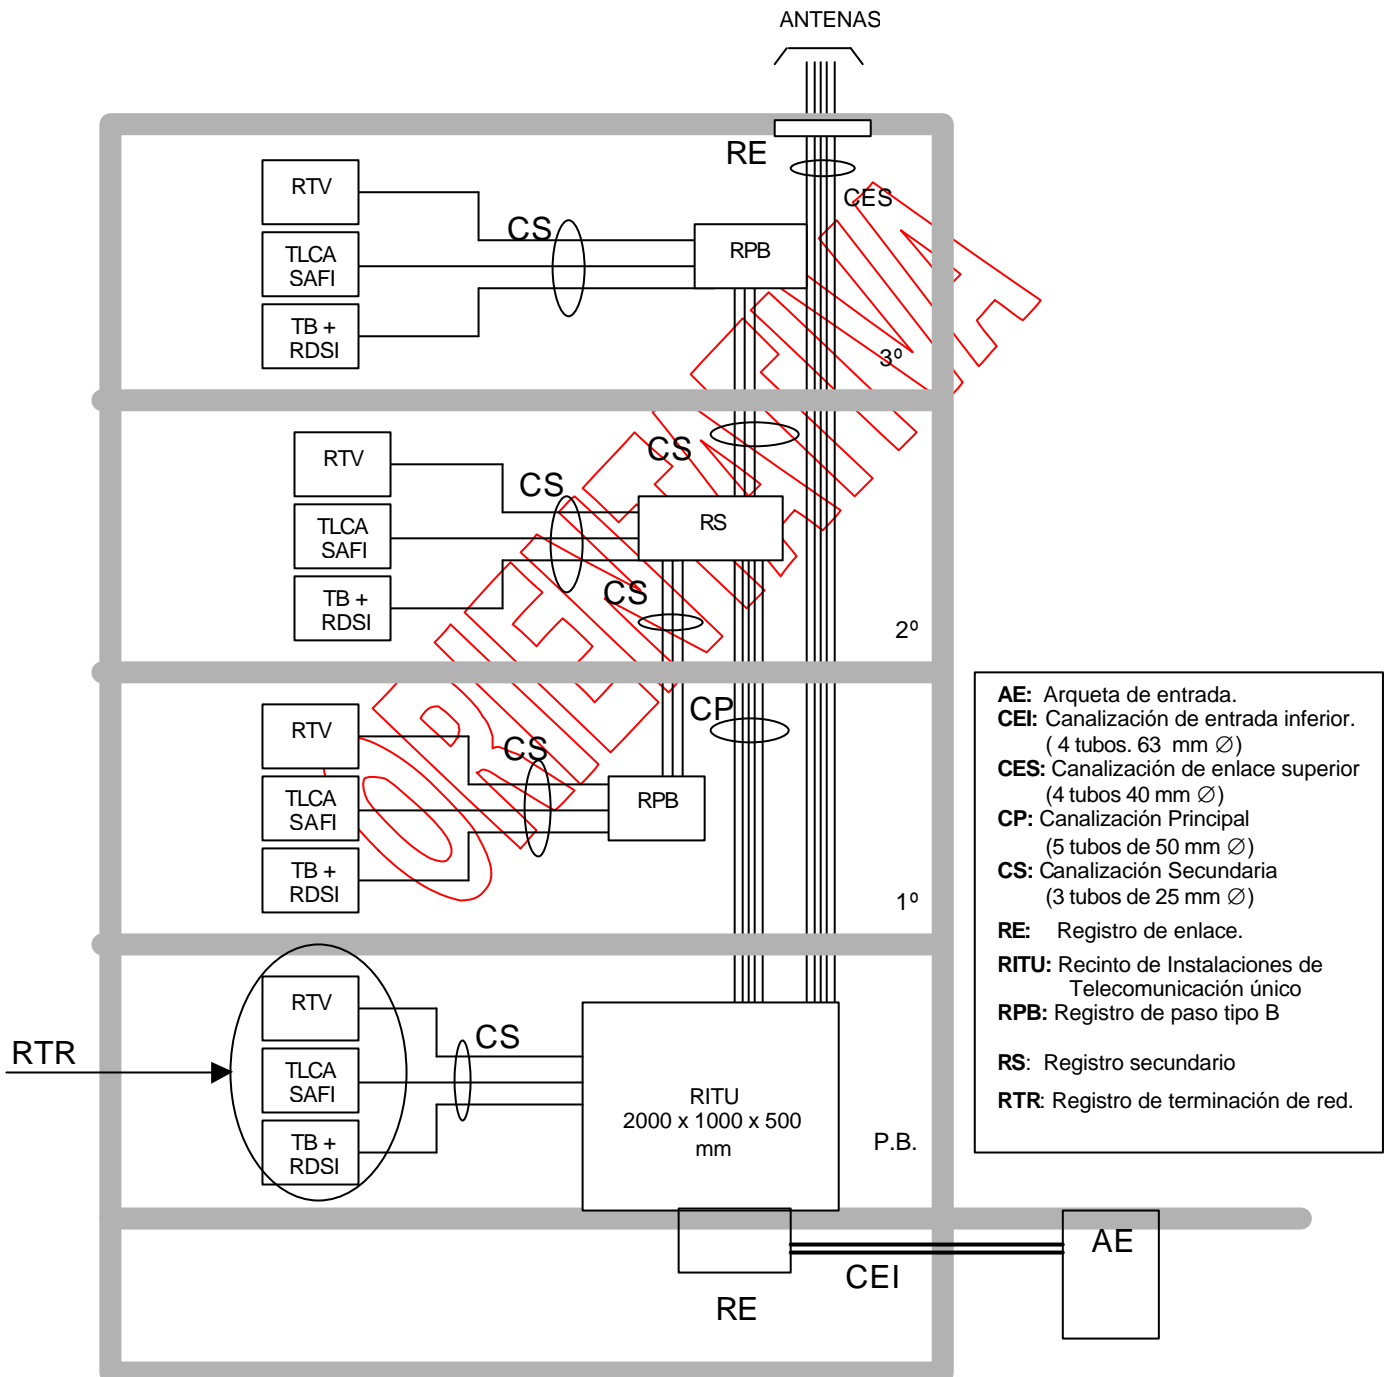 ANTENAS
RE
CES
RTV
TLCA
SAFI
TB +
RDSI
CS
RPB
3º
CS
RTV
TLCA
SAFI
TB +
RDSI
CS
RS
CS
2º
CP
RTV
TLCA
SAFI
TB +
RDSI
CS
RPB
1º
RTR
RTV
TLCA
SAFI
TB +
RDSI
CS
RITU
2000 x 1000 x 500
mm
P.B.
RE
CEI
AE
AE: Arqueta de entrada.
CEI: Canalización de entrada inferior.
( 4 tubos. 63 mm ∅)
CES: Canalización de enlace superior
(4 tubos 40 mm ∅)
CP: Canalización Principal
(5 tubos de 50 mm ∅)
CS: Canalización Secundaria
(3 tubos de 25 mm ∅)
RE: Registro de enlace.
RITU: Recinto de Instalaciones de
Telecomunicación único
RPB: Registro de paso tipo B
RS: Registro secundario
RTR: Registro de terminación de red.
ORIENTATIVA